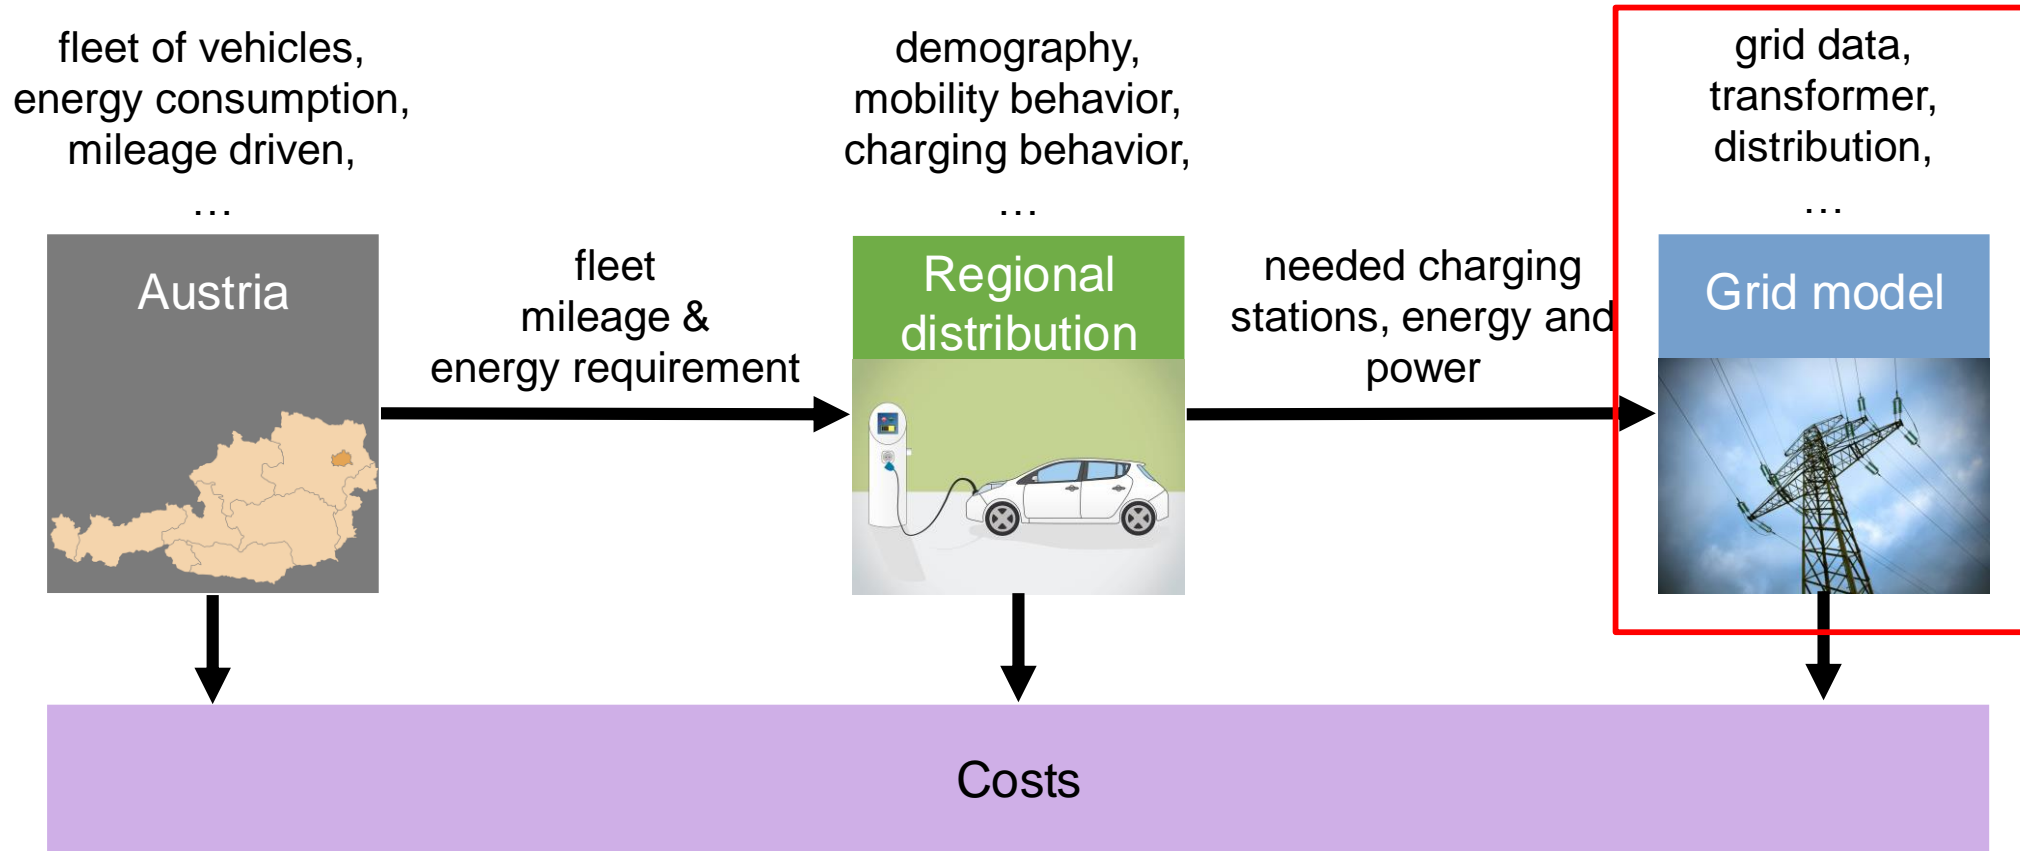 fleet of vehicles,
energy consumption,
mileage driven,
…
Austria
fleet
mileage &
energy requirement
demography,
mobility behavior,
charging behavior,
…
Regional
distribution
needed charging
stations, energy and
power
grid data,
transformer,
distribution,
…
Grid model
Costs